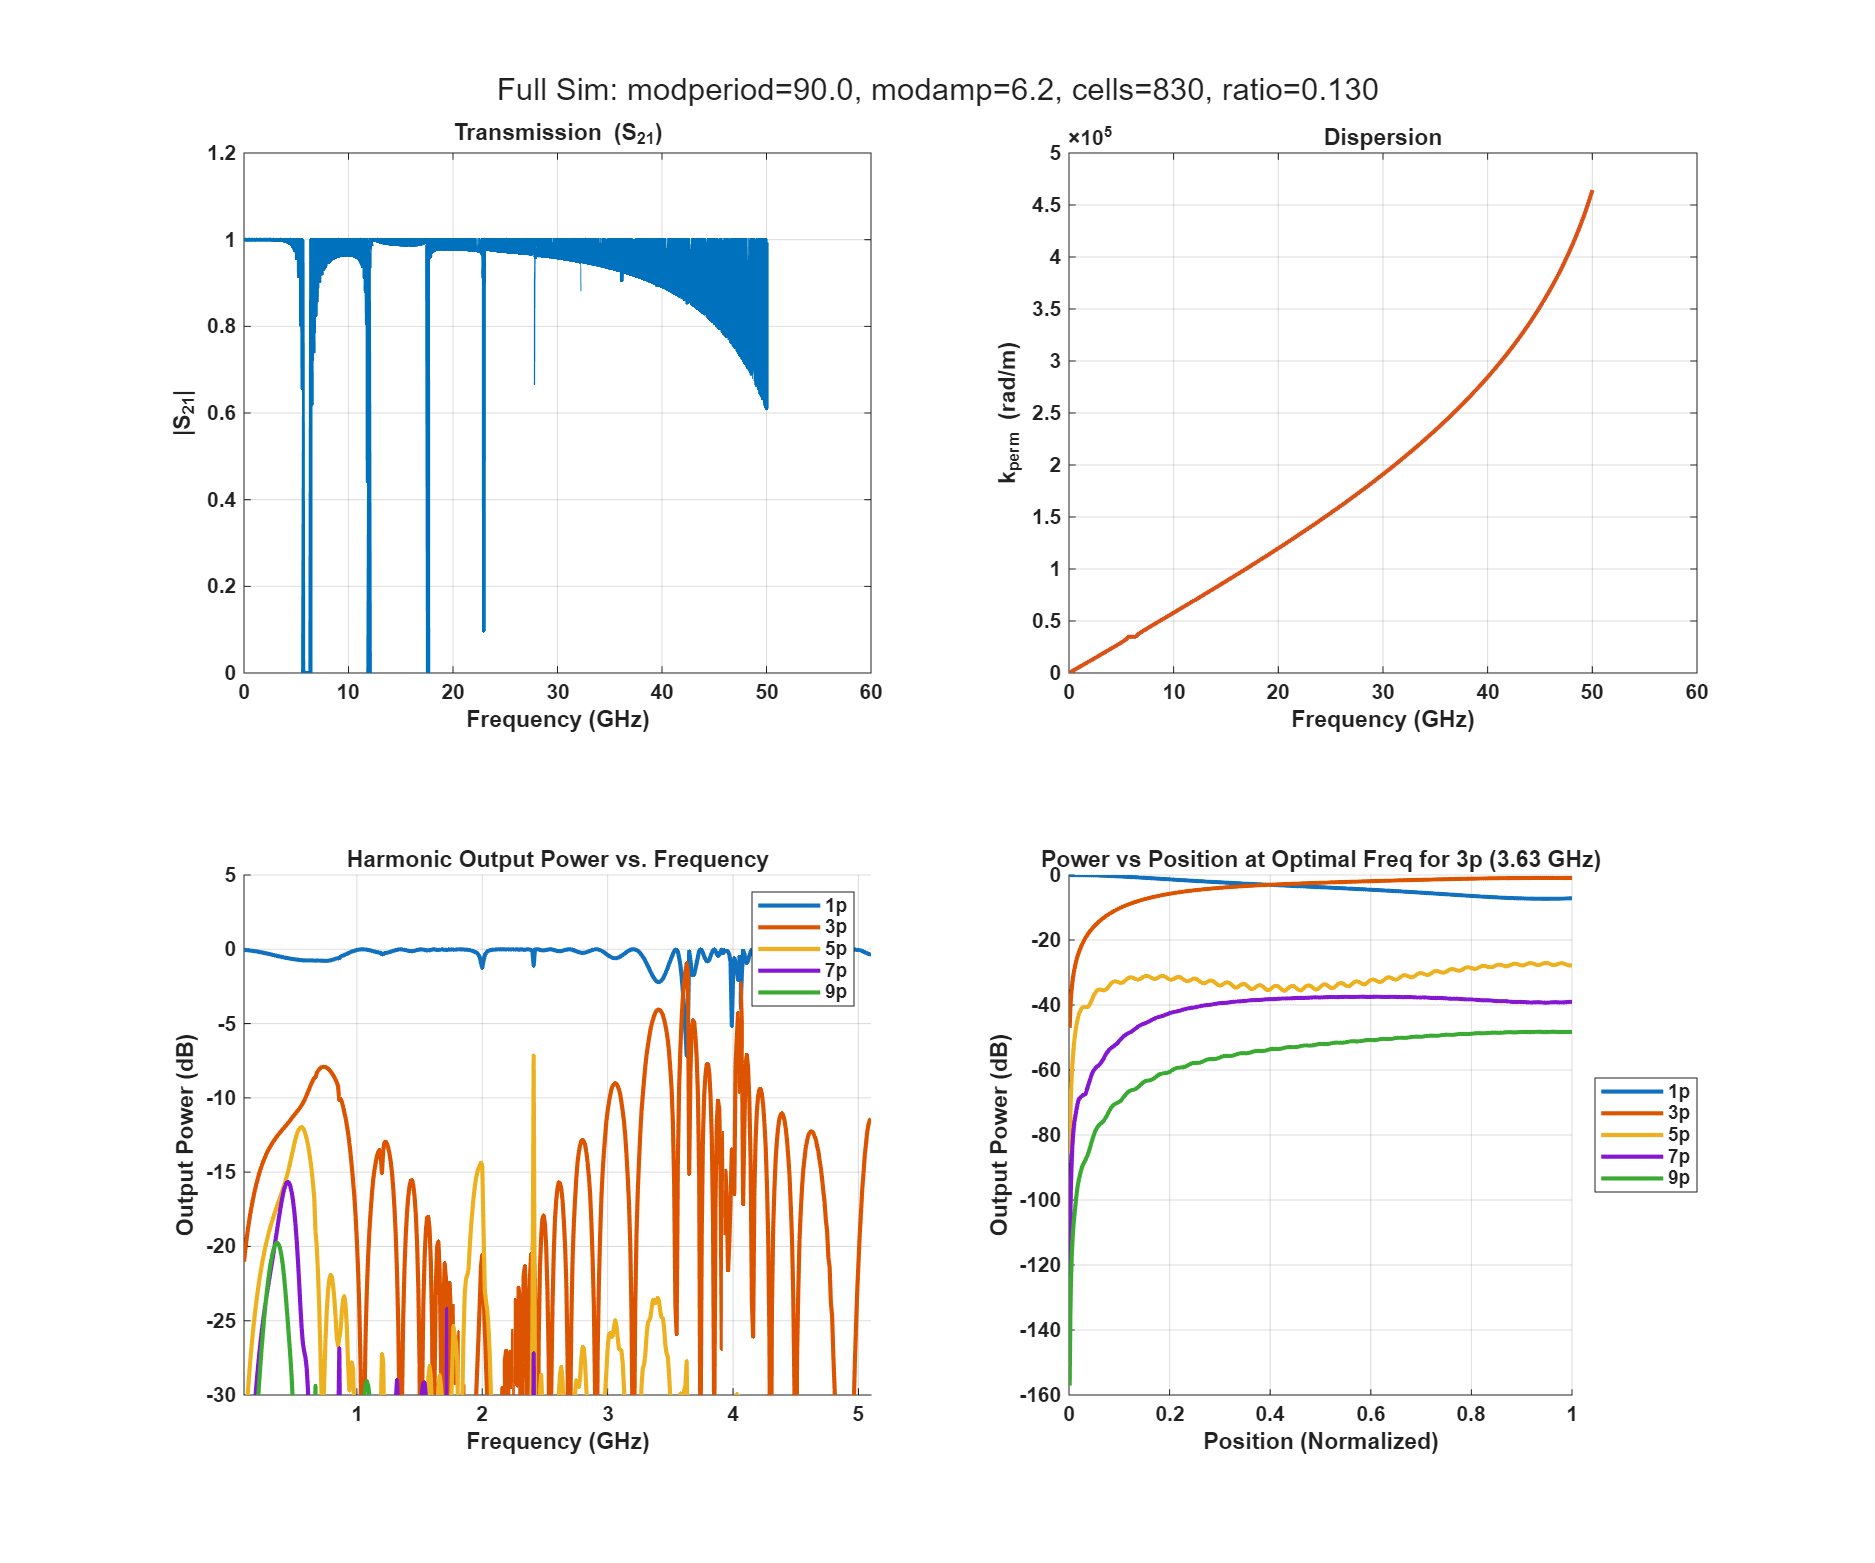 Full Sim: modperiod=90.0, modamp=6.2, cells=830, ratio=0.130
Transmission (S21)
1.2
1
0.8
0.6
0.4
0.2
0
|S21|
0 10 20 30 40 50 60
Frequency (GHz)
×10^5
Dispersion
5
4.5
4
3.5
3
2.5
2
1.5
1
0.5
0
kperm (rad/m)
0 10 20 30 40 50 60
Frequency (GHz)
Harmonic Output Power vs. Frequency
5
0
-5
-10
-15
-20
-25
-30
Output Power (dB)
1p
3p
5p
7p
9p
1 2 3 4 5
Frequency (GHz)
Power vs Position at Optimal Freq for 3p (3.63 GHz)
0
-20
-40
-60
-80
-100
-120
-140
-160
Output Power (dB)
0 0.2 0.4 0.6 0.8 1
Position (Normalized)
1p
3p
5p
7p
9p